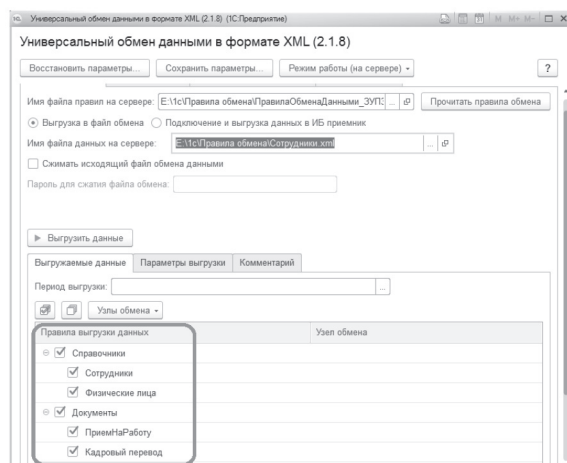 Универсальный обмен данными в формате XML (2.1.8) (1С:Предприятие)
M M+ M-
Универсальный обмен данными в формате XML (2.1.8)
Восстановить параметры... Сохранить параметры... Режим работы (на сервере) ?
Имя файла правил на сервере: E:\1c\Правила обмена\ПравилаОбменаДанными_ЗУП: ... Прочитать правила обмена
Выгрузка в файл обмена Подключение и выгрузка данных в ИБ приемник
Имя файла данных на сервере: E:\1c\Правила обмена\Сотрудники.xml ...
Сжимать исходящий файл обмена данными
Пароль для сжатия файла обмена:
Выгрузить данные
Выгружаемые данные Параметры выгрузки Комментарий
Период выгрузки: ...
Узлы обмена
Правила выгрузки данных Узел обмена
Справочники
Сотрудники
Физические лица
Документы
ПриемНаРаботу
Кадровый перевод